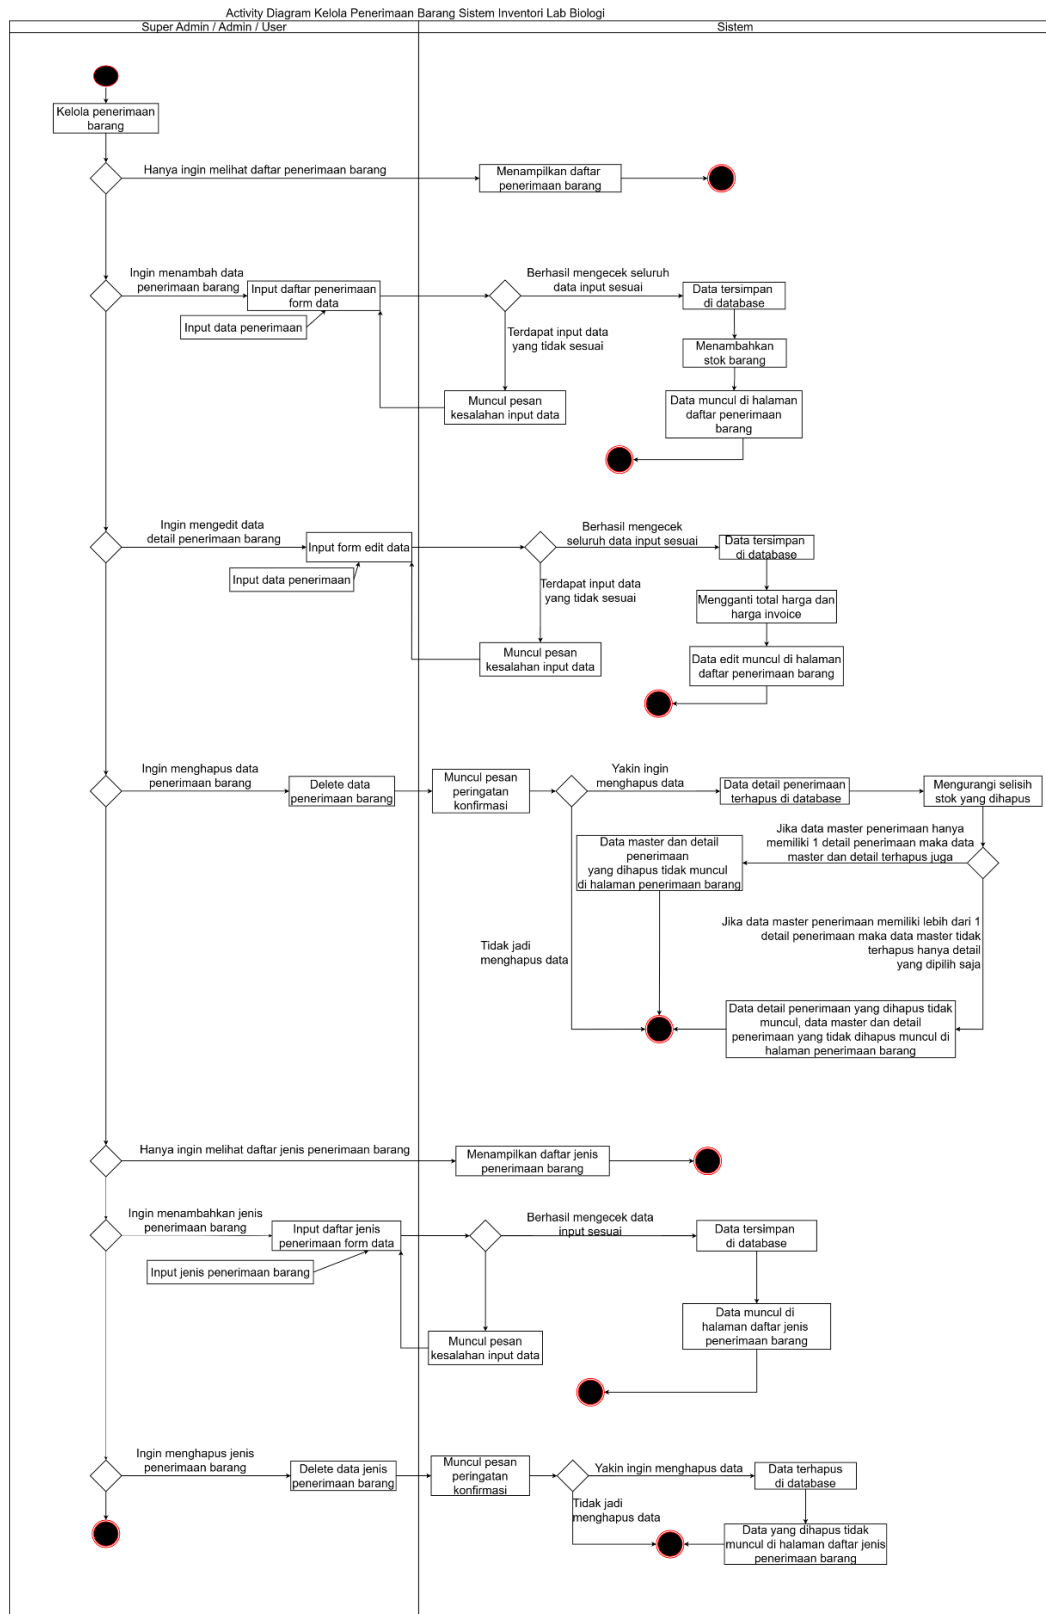 Activity Diagram Kelola Penerimaan Barang Sistem Inventori Lab Biologi
Super Admin / Admin / User
Sistem
Kelola penerimaan
barang
Hanya ingin melihat daftar penerimaan barang
Menampilkan daftar
penerimaan barang
Ingin menambah data
penerimaan barang
Input daftar penerimaan
form data
Input data penerimaan
Berhasil mengecek seluruh
data input sesuai
Terdapat input data
yang tidak sesuai
Muncul pesan
kesalahan input data
Data tersimpan
di database
Menambahkan
stok barang
Data muncul di halaman
daftar penerimaan
barang
Ingin mengedit data
detail penerimaan barang
Input form edit data
Input data penerimaan
Berhasil mengecek
seluruh data input sesuai
Terdapat input data
yang tidak sesuai
Muncul pesan
kesalahan input data
Data tersimpan
di database
Mengganti total harga dan
harga invoice
Data edit muncul di halaman
daftar penerimaan barang
Ingin menghapus data
penerimaan barang
Delete data
penerimaan barang
Muncul pesan
peringatan
konfirmasi
Yakin ingin
menghapus data
Data detail penerimaan
terhapus di database
Mengurangi selisih
stok yang dihapus
Jika data master penerimaan hanya
memiliki 1 detail penerimaan maka data
master dan detail terhapus juga
Data master dan detail
penerimaan
yang dihapus tidak muncul
di halaman penerimaan barang
Jika data master penerimaan memiliki lebih dari 1
detail penerimaan maka data master tidak
terhapus hanya detail
yang dipilih saja
Tidak jadi
menghapus data
Data detail penerimaan yang dihapus tidak
muncul, data master dan detail
penerimaan yang tidak dihapus muncul di
halaman penerimaan barang
Hanya ingin melihat daftar jenis penerimaan barang
Menampilkan daftar jenis
penerimaan barang
Ingin menambahkan jenis
penerimaan barang
Input daftar jenis
penerimaan form data
Input jenis penerimaan barang
Berhasil mengecek data
input sesuai
Muncul pesan
kesalahan input data
Data tersimpan
di database
Data muncul di
halaman daftar jenis
penerimaan barang
Ingin menghapus jenis
penerimaan barang
Delete data jenis
penerimaan barang
Muncul pesan
peringatan
konfirmasi
Yakin ingin menghapus data
Data terhapus
di database
Tidak jadi
menghapus data
Data yang dihapus tidak
muncul di halaman daftar jenis
penerimaan barang